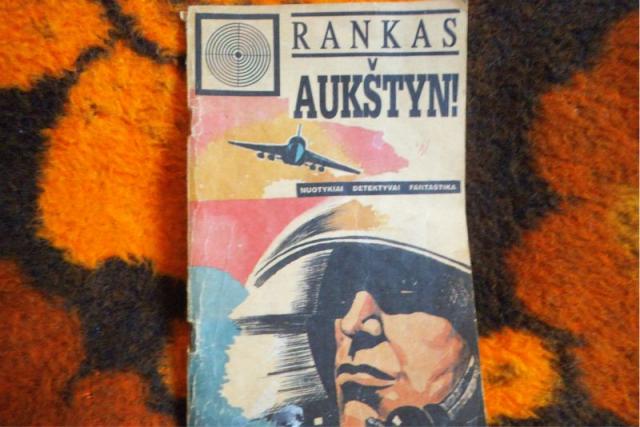 RANKAS
AUKŠTYN!
NUOTYKIAI DETEKTYVAI FANTASTIKA